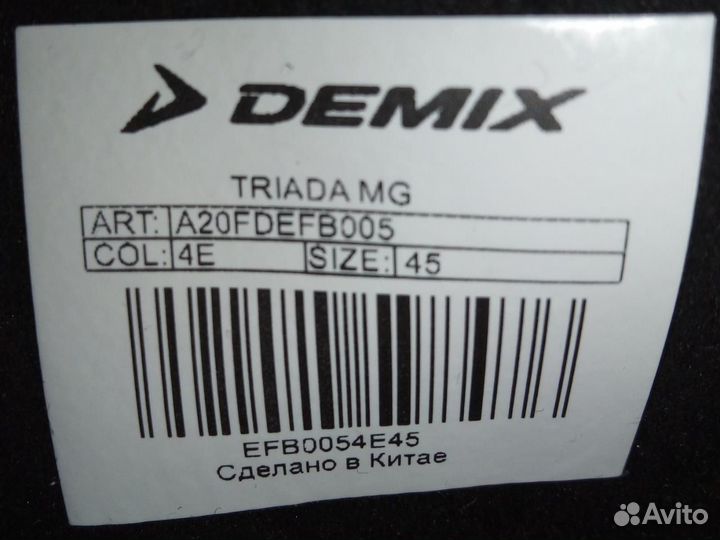 DEMIX
TRIADA MG
ART: A20FDEFB005
COL: 4E SIZE: 45
EFB0054E45
Сделано в Китае
Avito